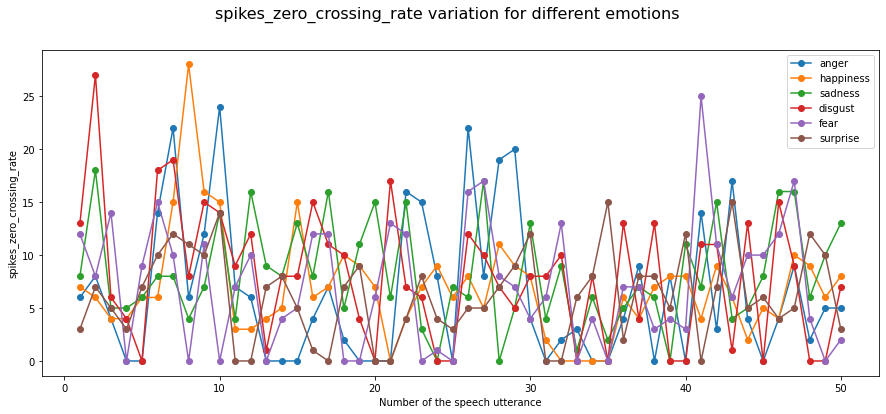 spikes_zero_crossing_rate variation for different emotions
anger
happiness
sadness
disgust
fear
surprise
spikes_zero_crossing_rate
25
20
15
10
5
0
0
10
20
30
40
50
Number of the speech utterance